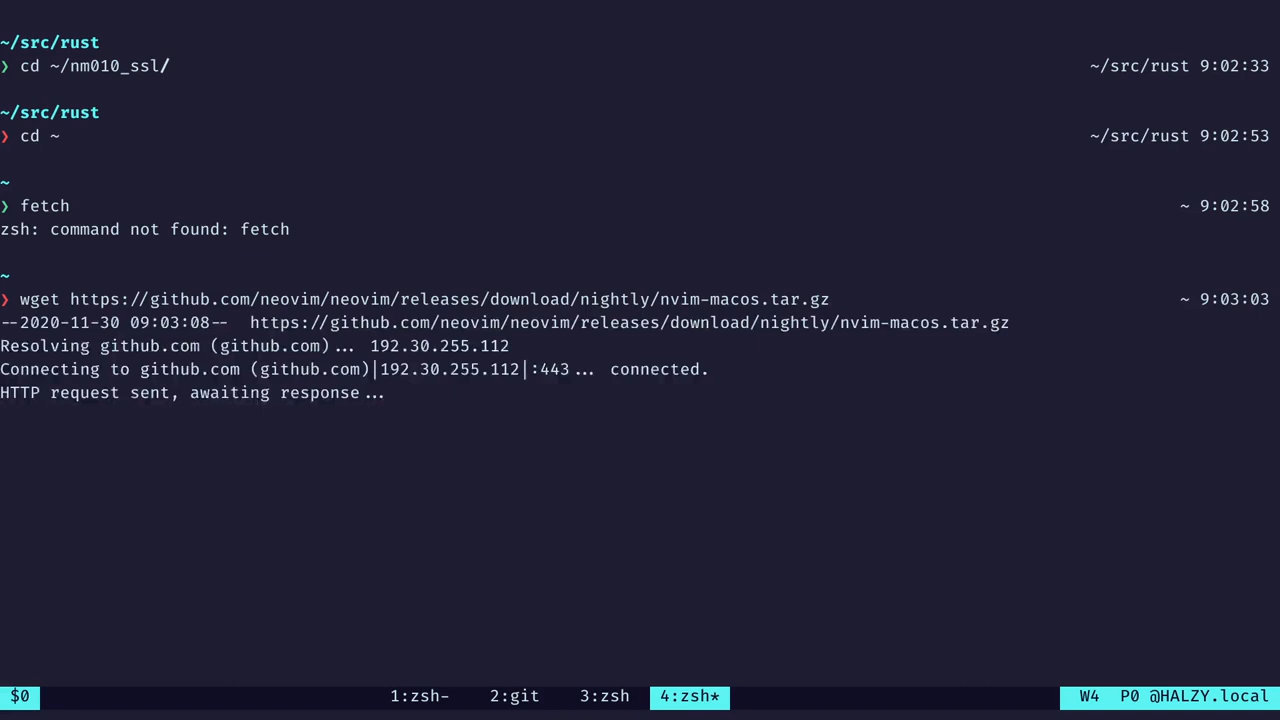 ~/src/rust
❯ cd ~/nm010_ssl/ ~/src/rust 9:02:33
~/src/rust
❯ cd ~ ~/src/rust 9:02:53
~
❯ fetch ~ 9:02:58
zsh: command not found: fetch
~
❯ wget https://github.com/neovim/neovim/releases/download/nightly/nvim-macos.tar.gz ~ 9:03:03
--2020-11-30 09:03:08--  https://github.com/neovim/neovim/releases/download/nightly/nvim-macos.tar.gz
Resolving github.com (github.com)... 192.30.255.112
Connecting to github.com (github.com)|192.30.255.112|:443... connected.
HTTP request sent, awaiting response...
$0 1:zsh- 2:git 3:zsh 4:zsh* W4 P0 @HALZY.local